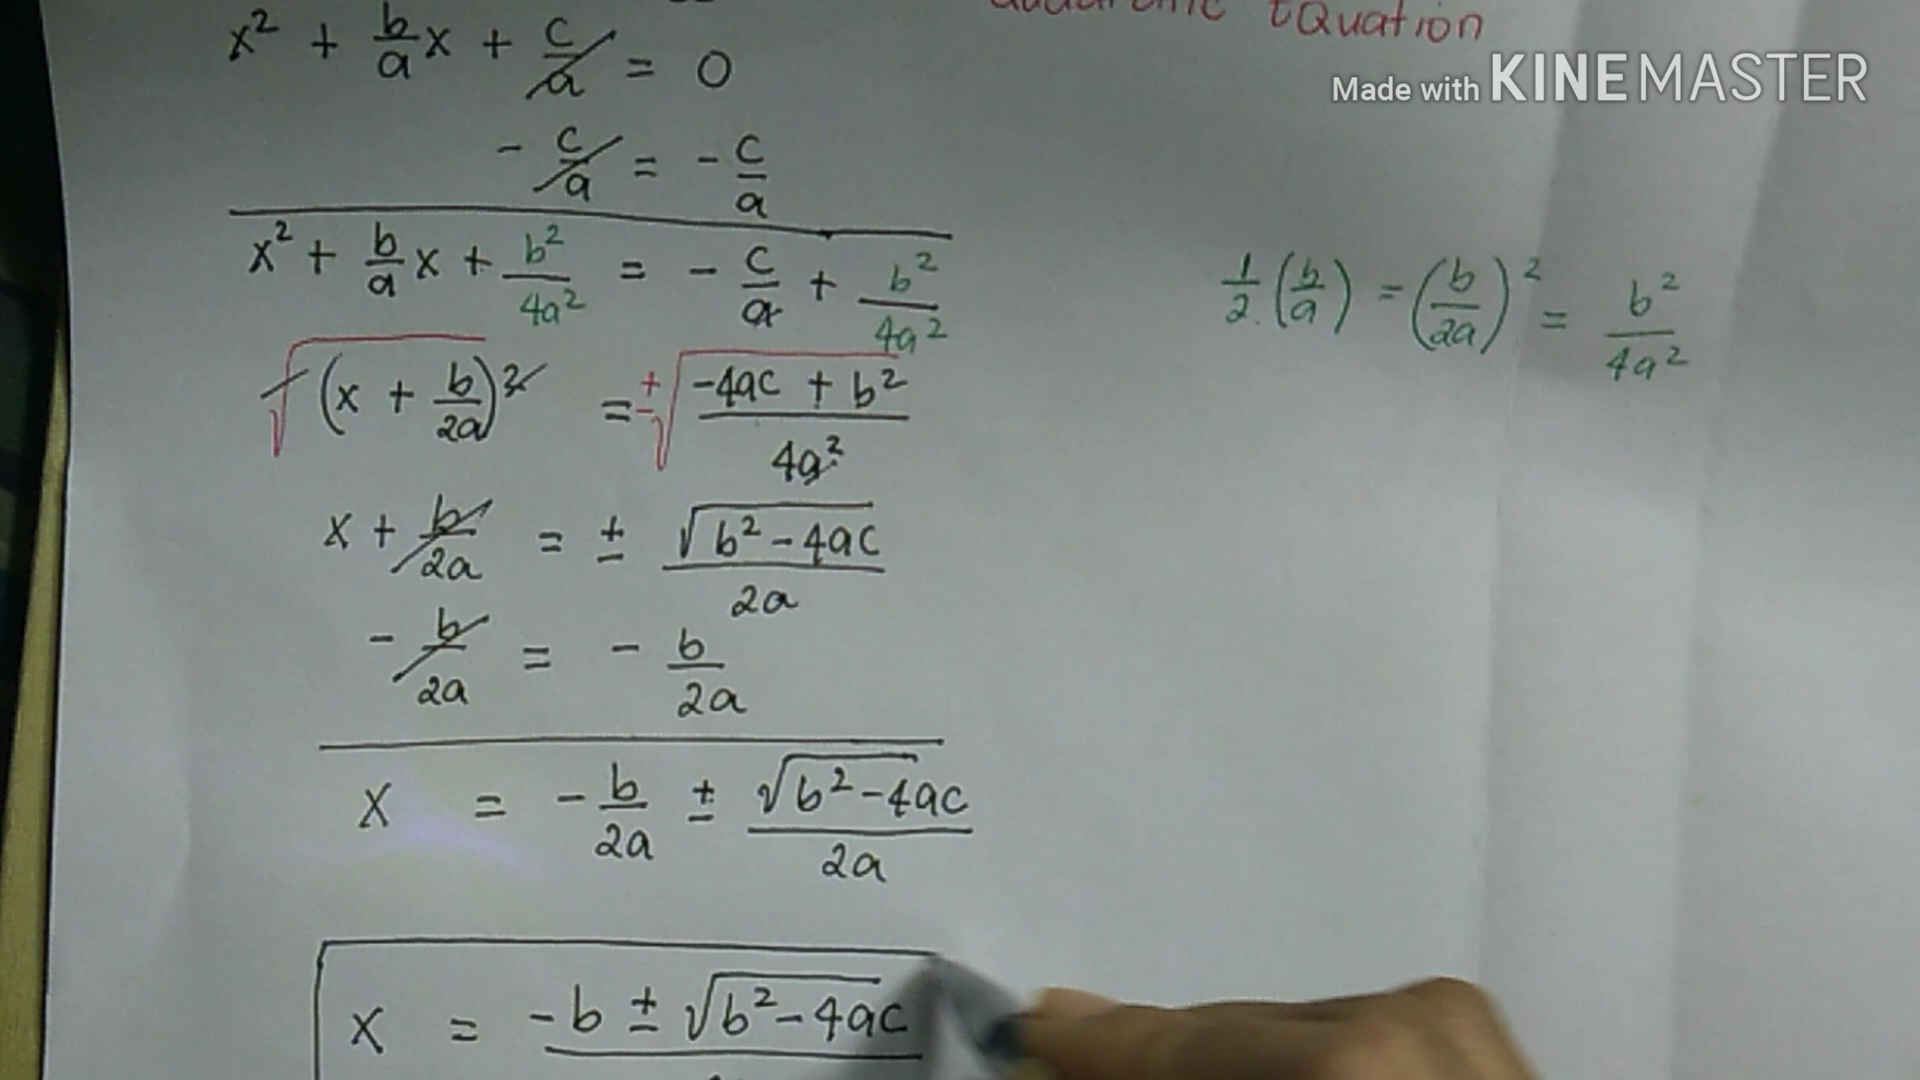 Quadratic Equation
Made with KINEMASTER
x² + b/a x + c/a = 0
- c/a = - c/a
x² + b/a x + b²/4a² = - c/a + b²/4a²
1/2 (b/a) = (b/2a)² = b²/4a²
√(x + b/2a)² = ±√(-4ac + b²)/4a²
x + b/2a = ± √(b²-4ac)/2a
- b/2a = - b/2a
x = - b/2a ± √(b²-4ac)/2a
x = -b ± √(b²-4ac)